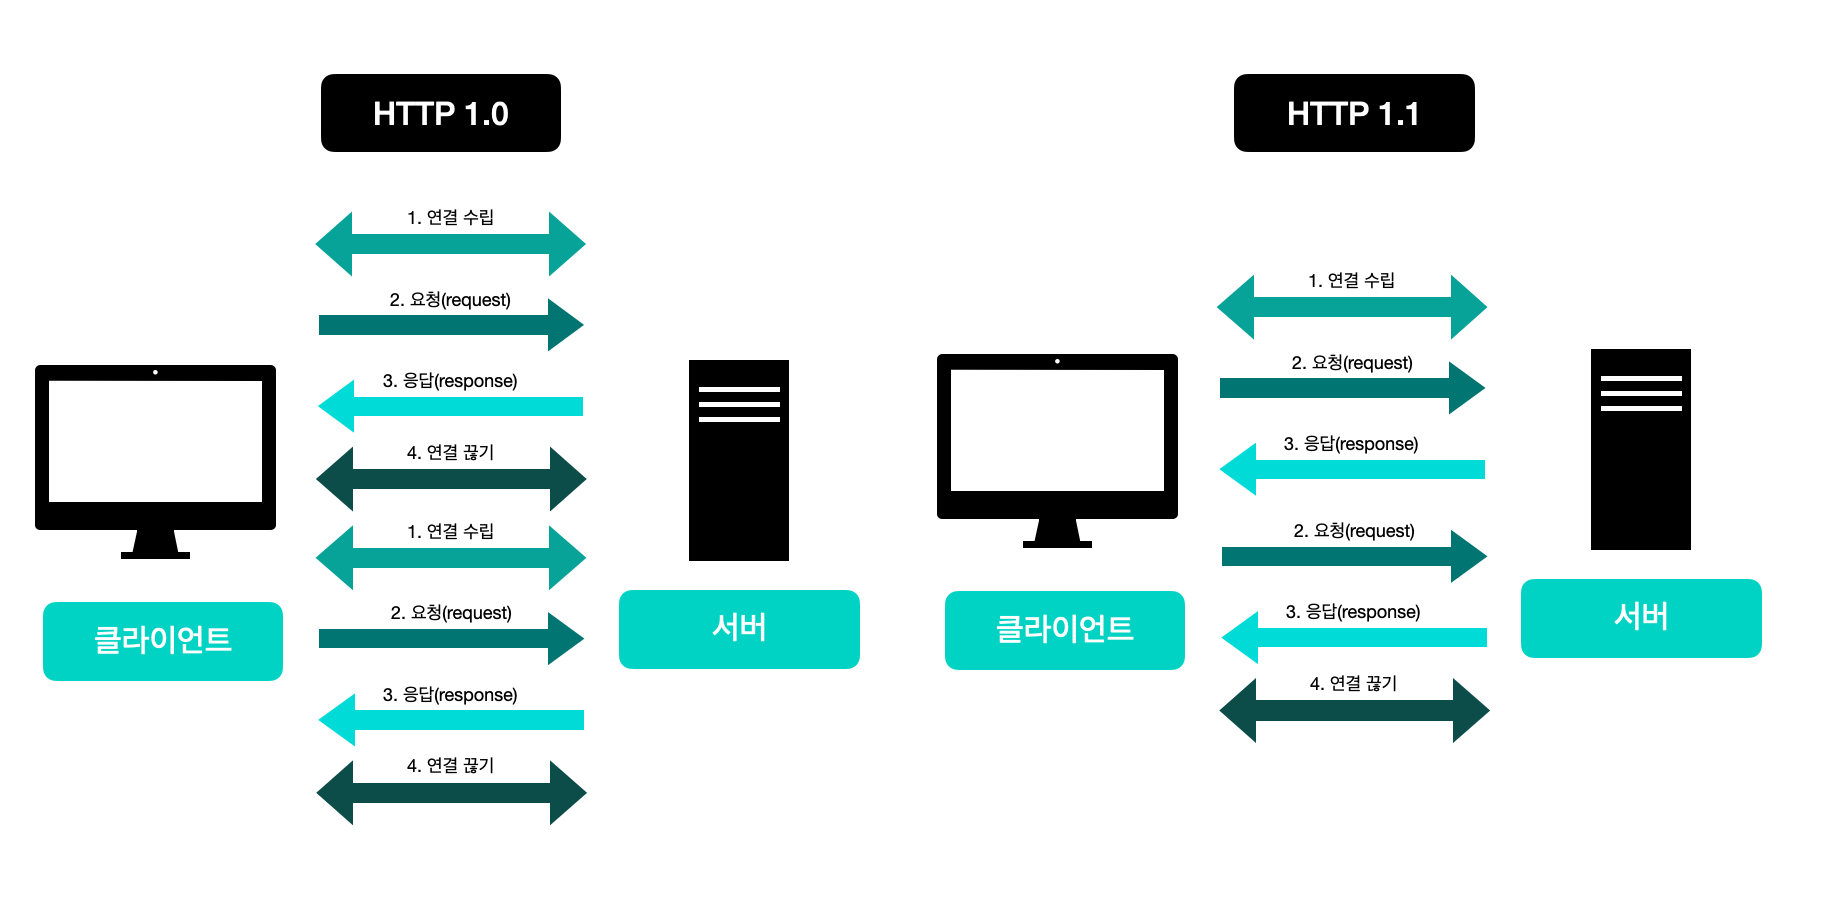 HTTP 1.0
1. 연결 수립
2. 요청(request)
3. 응답(response)
4. 연결 끊기
1. 연결 수립
2. 요청(request)
3. 응답(response)
4. 연결 끊기
클라이언트
서버
HTTP 1.1
1. 연결 수립
2. 요청(request)
3. 응답(response)
2. 요청(request)
3. 응답(response)
4. 연결 끊기
클라이언트
서버